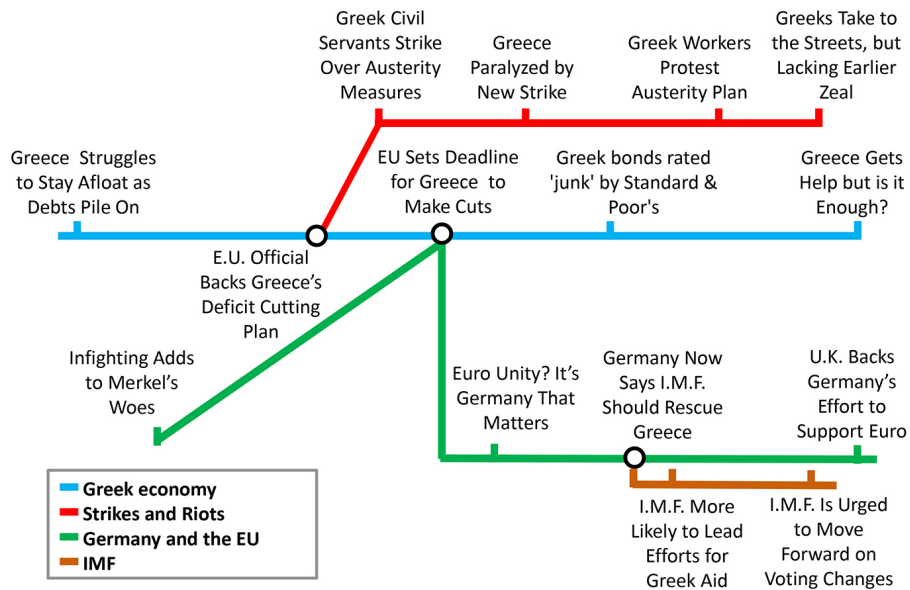 Greek Civil
Servants Strike
Over Austerity
Measures
Greece
Paralyzed by
New Strike
Greek Workers
Protest
Austerity Plan
Greeks Take to
the Streets, but
Lacking Earlier
Zeal
Greece Struggles
to Stay Afloat as
Debts Pile On
EU Sets Deadline
for Greece to
Make Cuts
Greek bonds rated
'junk' by Standard &
Poor's
Greece Gets
Help but is it
Enough?
E.U. Official
Backs Greece’s
Deficit Cutting
Plan
Infighting Adds
to Merkel’s
Woes
Euro Unity? It’s
Germany That
Matters
Germany Now
Says I.M.F.
Should Rescue
Greece
U.K. Backs
Germany’s
Effort to
Support Euro
I.M.F. More
Likely to Lead
Efforts for
Greek Aid
I.M.F. Is Urged
to Move
Forward on
Voting Changes
Greek economy
Strikes and Riots
Germany and the EU
IMF